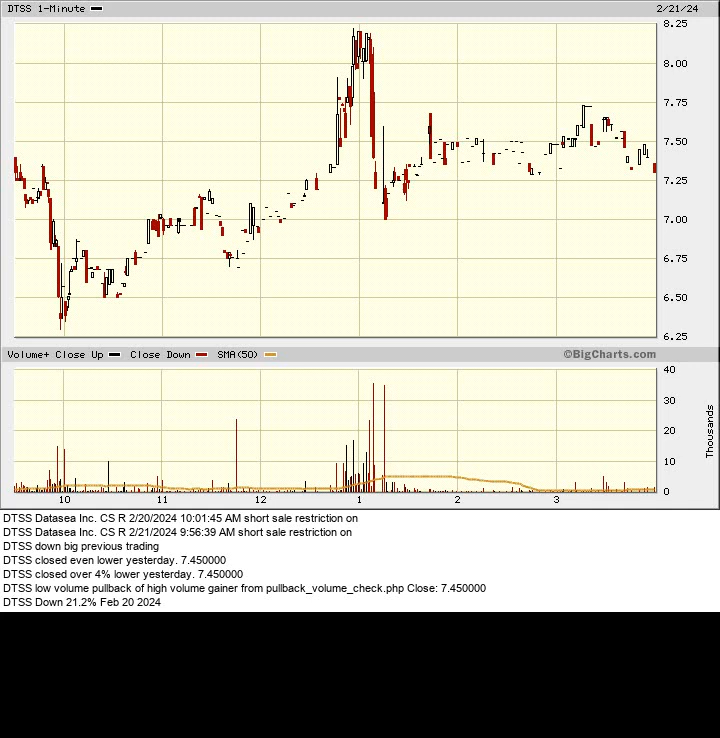 DTSS 1-Minute 2/21/24
8.25
8.00
7.75
7.50
7.25
7.00
6.75
6.50
6.25
Volume+ Close Up Close Down SMA(50) ©BigCharts.com
40
30
20
10
0
Thousands
10 11 12 1 2 3
DTSS Datasea Inc. CS R 2/20/2024 10:01:45 AM short sale restriction on
DTSS Datasea Inc. CS R 2/21/2024 9:56:39 AM short sale restriction on
DTSS down big previous trading
DTSS closed even lower yesterday. 7.450000
DTSS closed over 4% lower yesterday. 7.450000
DTSS low volume pullback of high volume gainer from pullback_volume_check.php Close: 7.450000
DTSS Down 21.2% Feb 20 2024